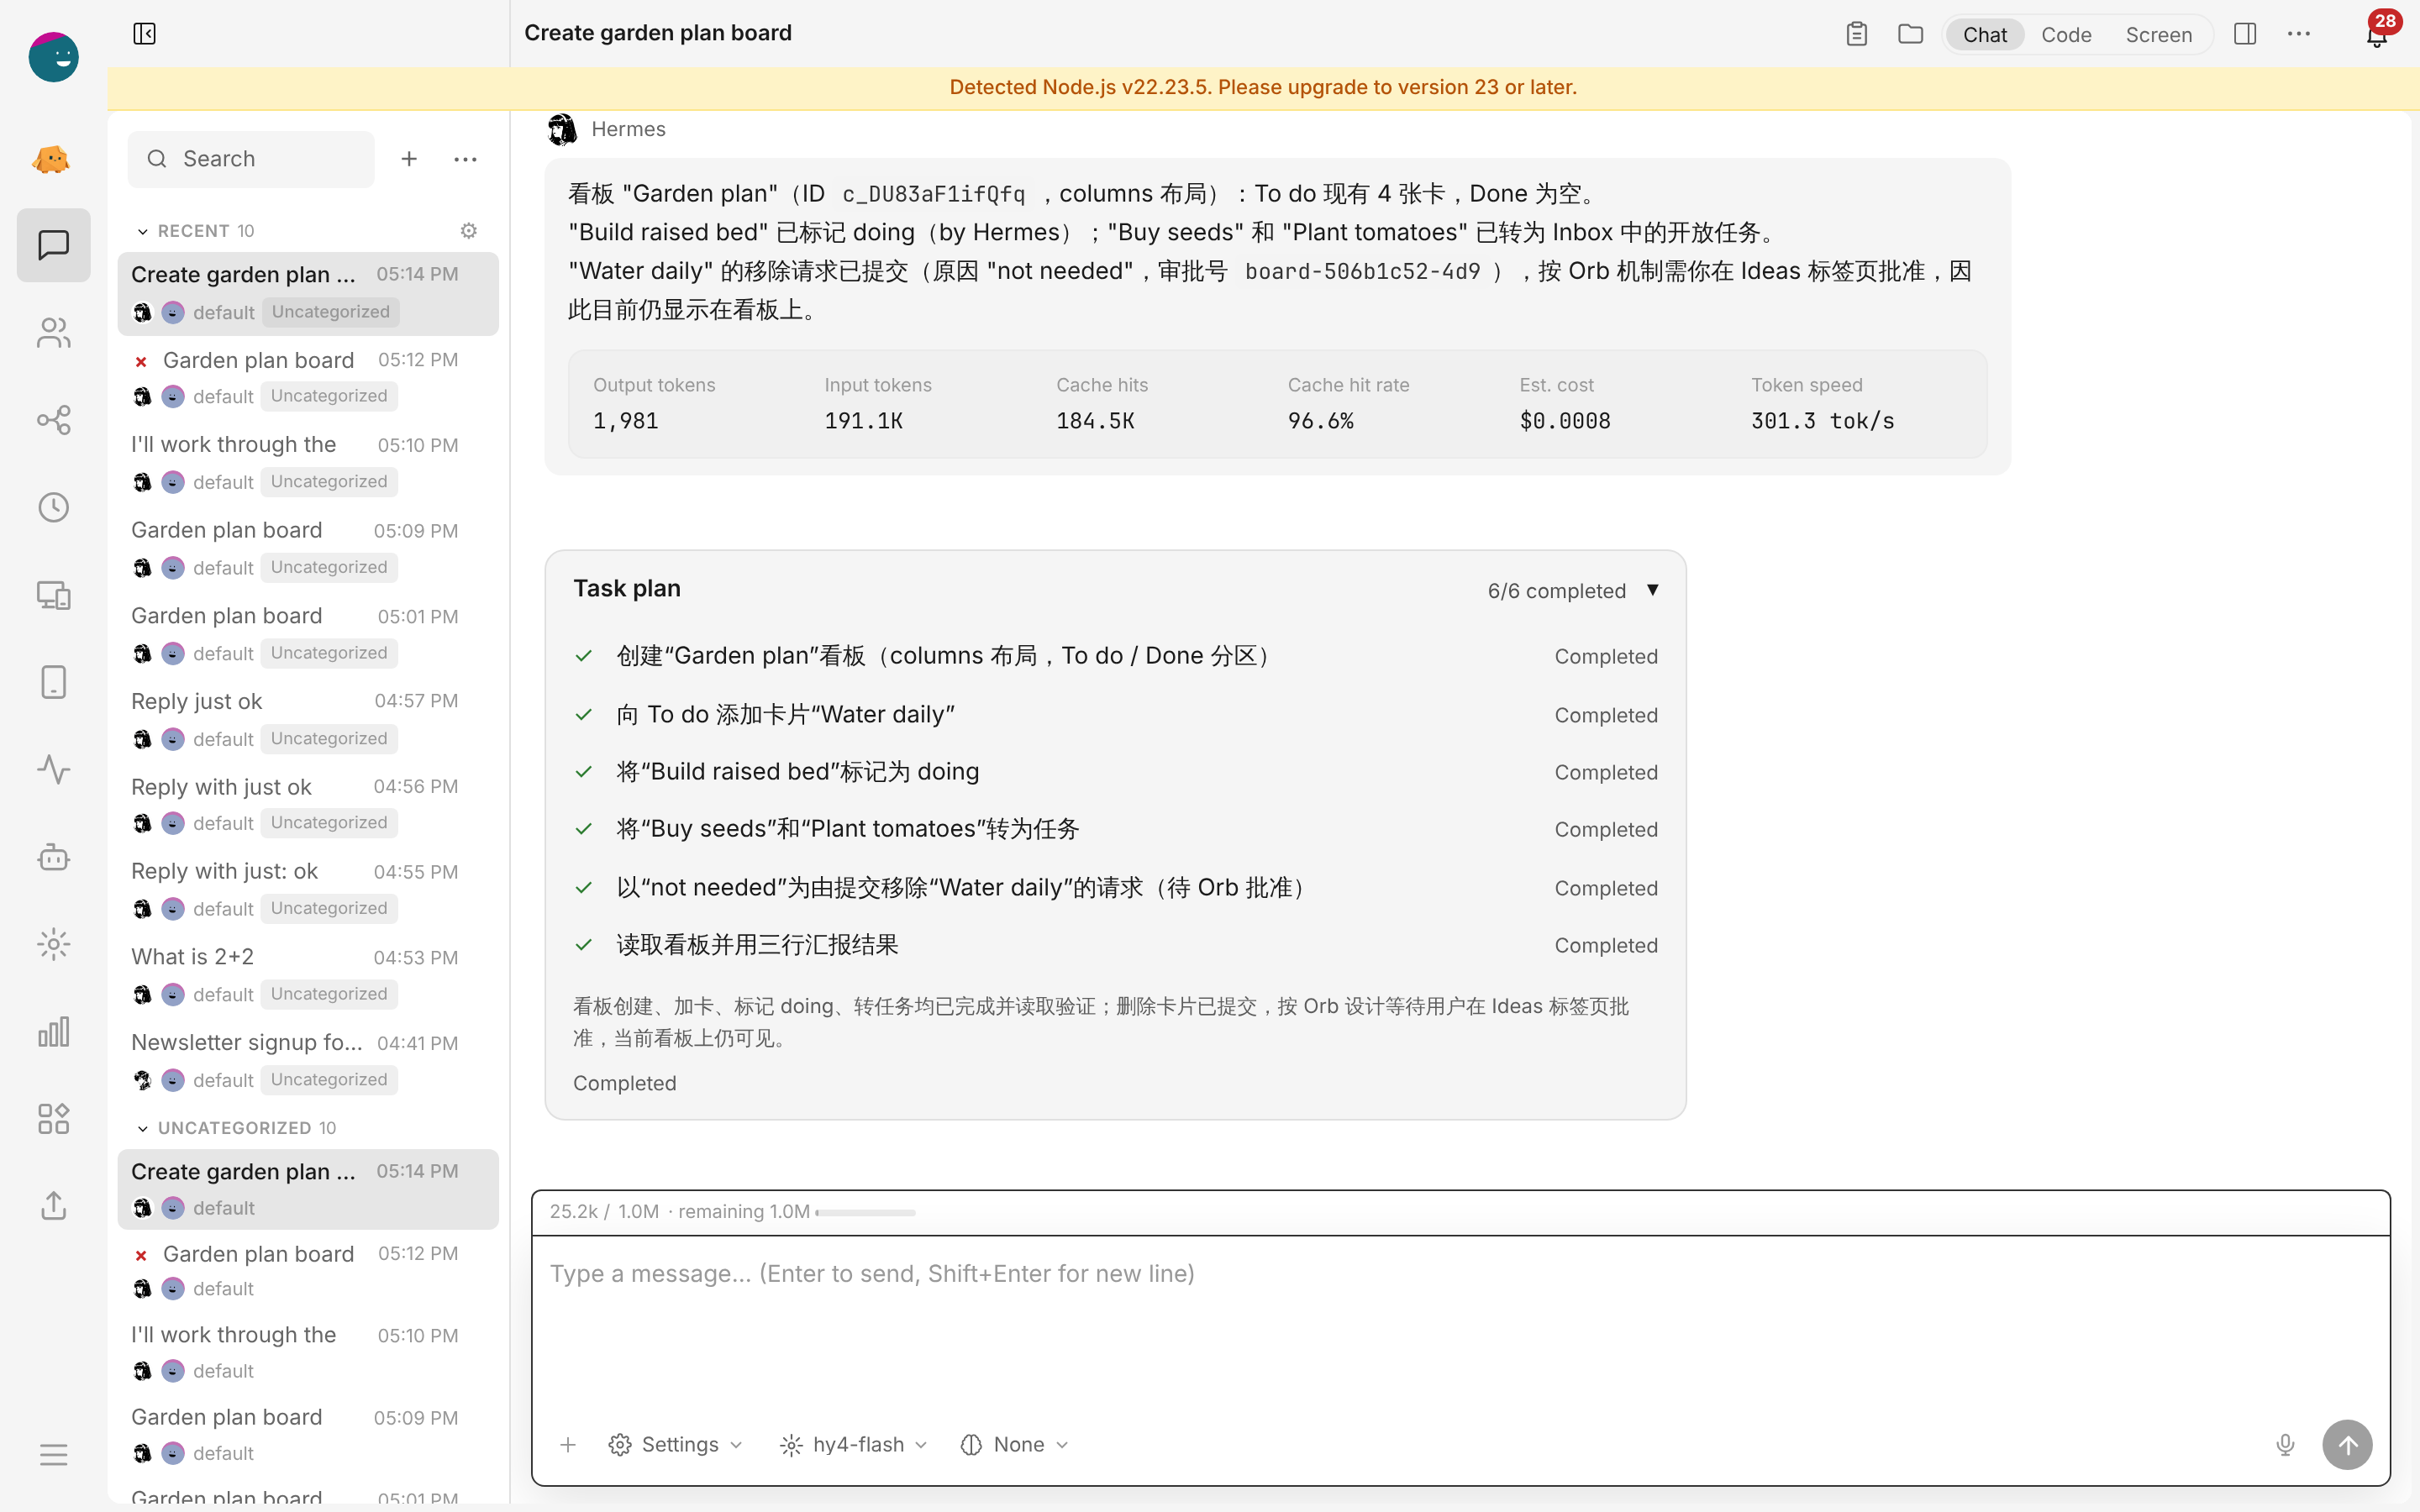 Create garden plan board
Chat
Code
Screen
28
Detected Node.js v22.23.5. Please upgrade to version 23 or later.
Search
RECENT 10
Create garden plan ... 05:14 PM
default Uncategorized
Garden plan board 05:12 PM
default Uncategorized
I'll work through the 05:10 PM
default Uncategorized
Garden plan board 05:09 PM
default Uncategorized
Garden plan board 05:01 PM
default Uncategorized
Reply just ok 04:57 PM
default Uncategorized
Reply with just ok 04:56 PM
default Uncategorized
Reply with just: ok 04:55 PM
default Uncategorized
What is 2+2 04:53 PM
default Uncategorized
Newsletter signup fo... 04:41 PM
default Uncategorized
UNCATEGORIZED 10
Create garden plan ... 05:14 PM
default
Garden plan board 05:12 PM
default
I'll work through the 05:10 PM
default
Garden plan board 05:09 PM
default
Garden plan board 05:01 PM
Hermes
看板 "Garden plan"（ID c_DU83aF1ifQfq ，columns 布局）：To do 现有 4 张卡，Done 为空。
"Build raised bed" 已标记 doing（by Hermes）；"Buy seeds" 和 "Plant tomatoes" 已转为 Inbox 中的开放任务。
"Water daily" 的移除请求已提交（原因 "not needed"，审批号 board-506b1c52-4d9 ），按 Orb 机制需你在 Ideas 标签页批准，因
此目前仍显示在看板上。
Output tokens Input tokens Cache hits Cache hit rate Est. cost Token speed
1,981 191.1K 184.5K 96.6% $0.0008 301.3 tok/s
Task plan 6/6 completed ▼
创建“Garden plan”看板（columns 布局，To do / Done 分区） Completed
向 To do 添加卡片“Water daily” Completed
将“Build raised bed”标记为 doing Completed
将“Buy seeds”和“Plant tomatoes”转为任务 Completed
以“not needed”为由提交移除“Water daily”的请求（待 Orb 批准） Completed
读取看板并用三行汇报结果 Completed
看板创建、加卡、标记 doing、转任务均已完成并读取验证；删除卡片已提交，按 Orb 设计等待用户在 Ideas 标签页批
准，当前看板上仍可见。
Completed
25.2k / 1.0M · remaining 1.0M
Type a message... (Enter to send, Shift+Enter for new line)
Settings
hy4-flash
None